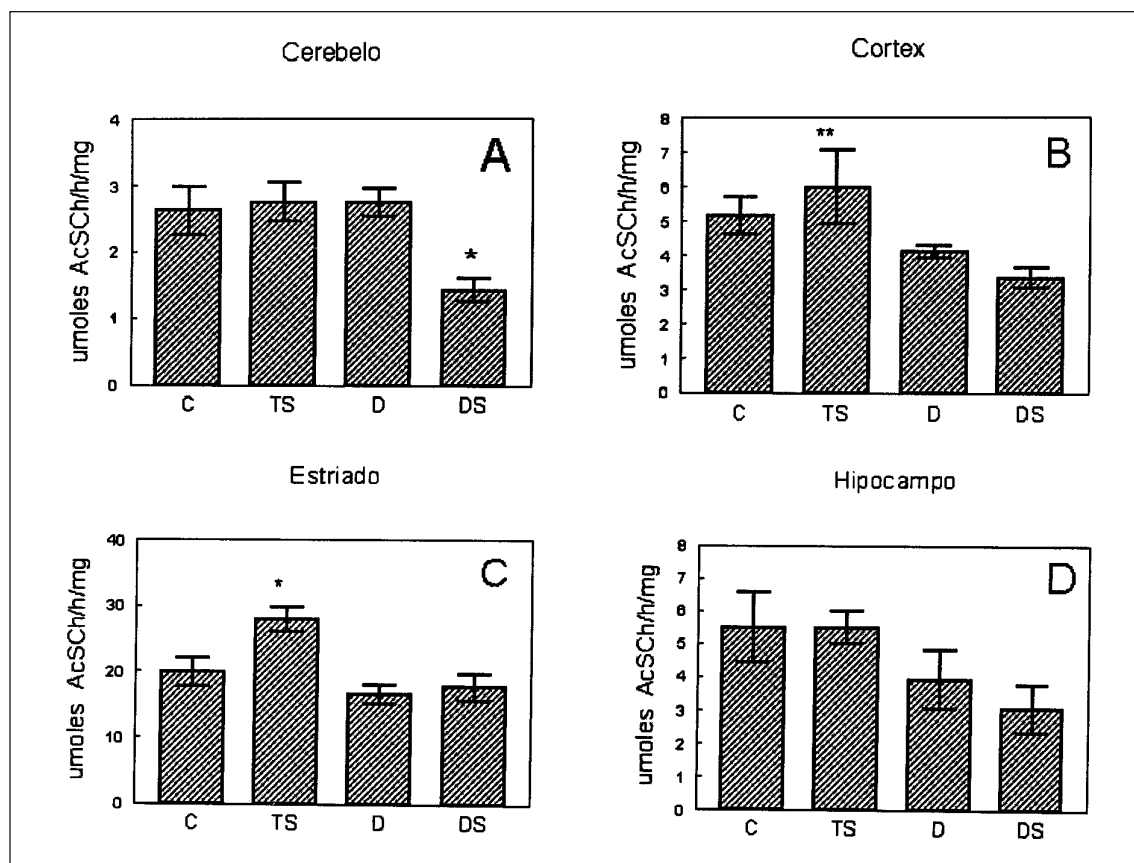 Cerebelo
umoles AcSCh/h/mg
4
3
2
1
0
A
*
C TS D DS
Cortex
umoles AcSCh/h/mg
8
7
6
5
4
3
2
1
0
B
**
C TS D DS
Estriado
umoles AcSCh/h/mg
40
30
20
10
0
C
*
C TS D DS
Hipocampo
umoles AcSCh/h/mg
8
7
6
5
4
3
2
1
0
D
C TS D DS